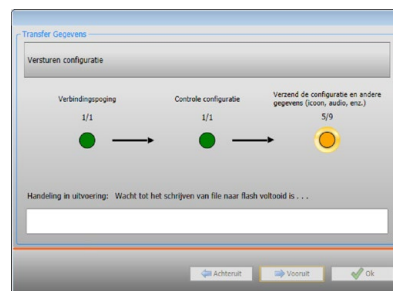 Transfer Gegevens
Versturen configuratie
Verbindingspoging
Controle configuratie
Verzend de configuratie en andere
gegevens (icoon, audio, enz.)
1/1
1/1
5/9
Handeling in uitvoering: Wacht tot het schrijven van file naar flash voltooid is . . .
Achteruit
Vooruit
Ok